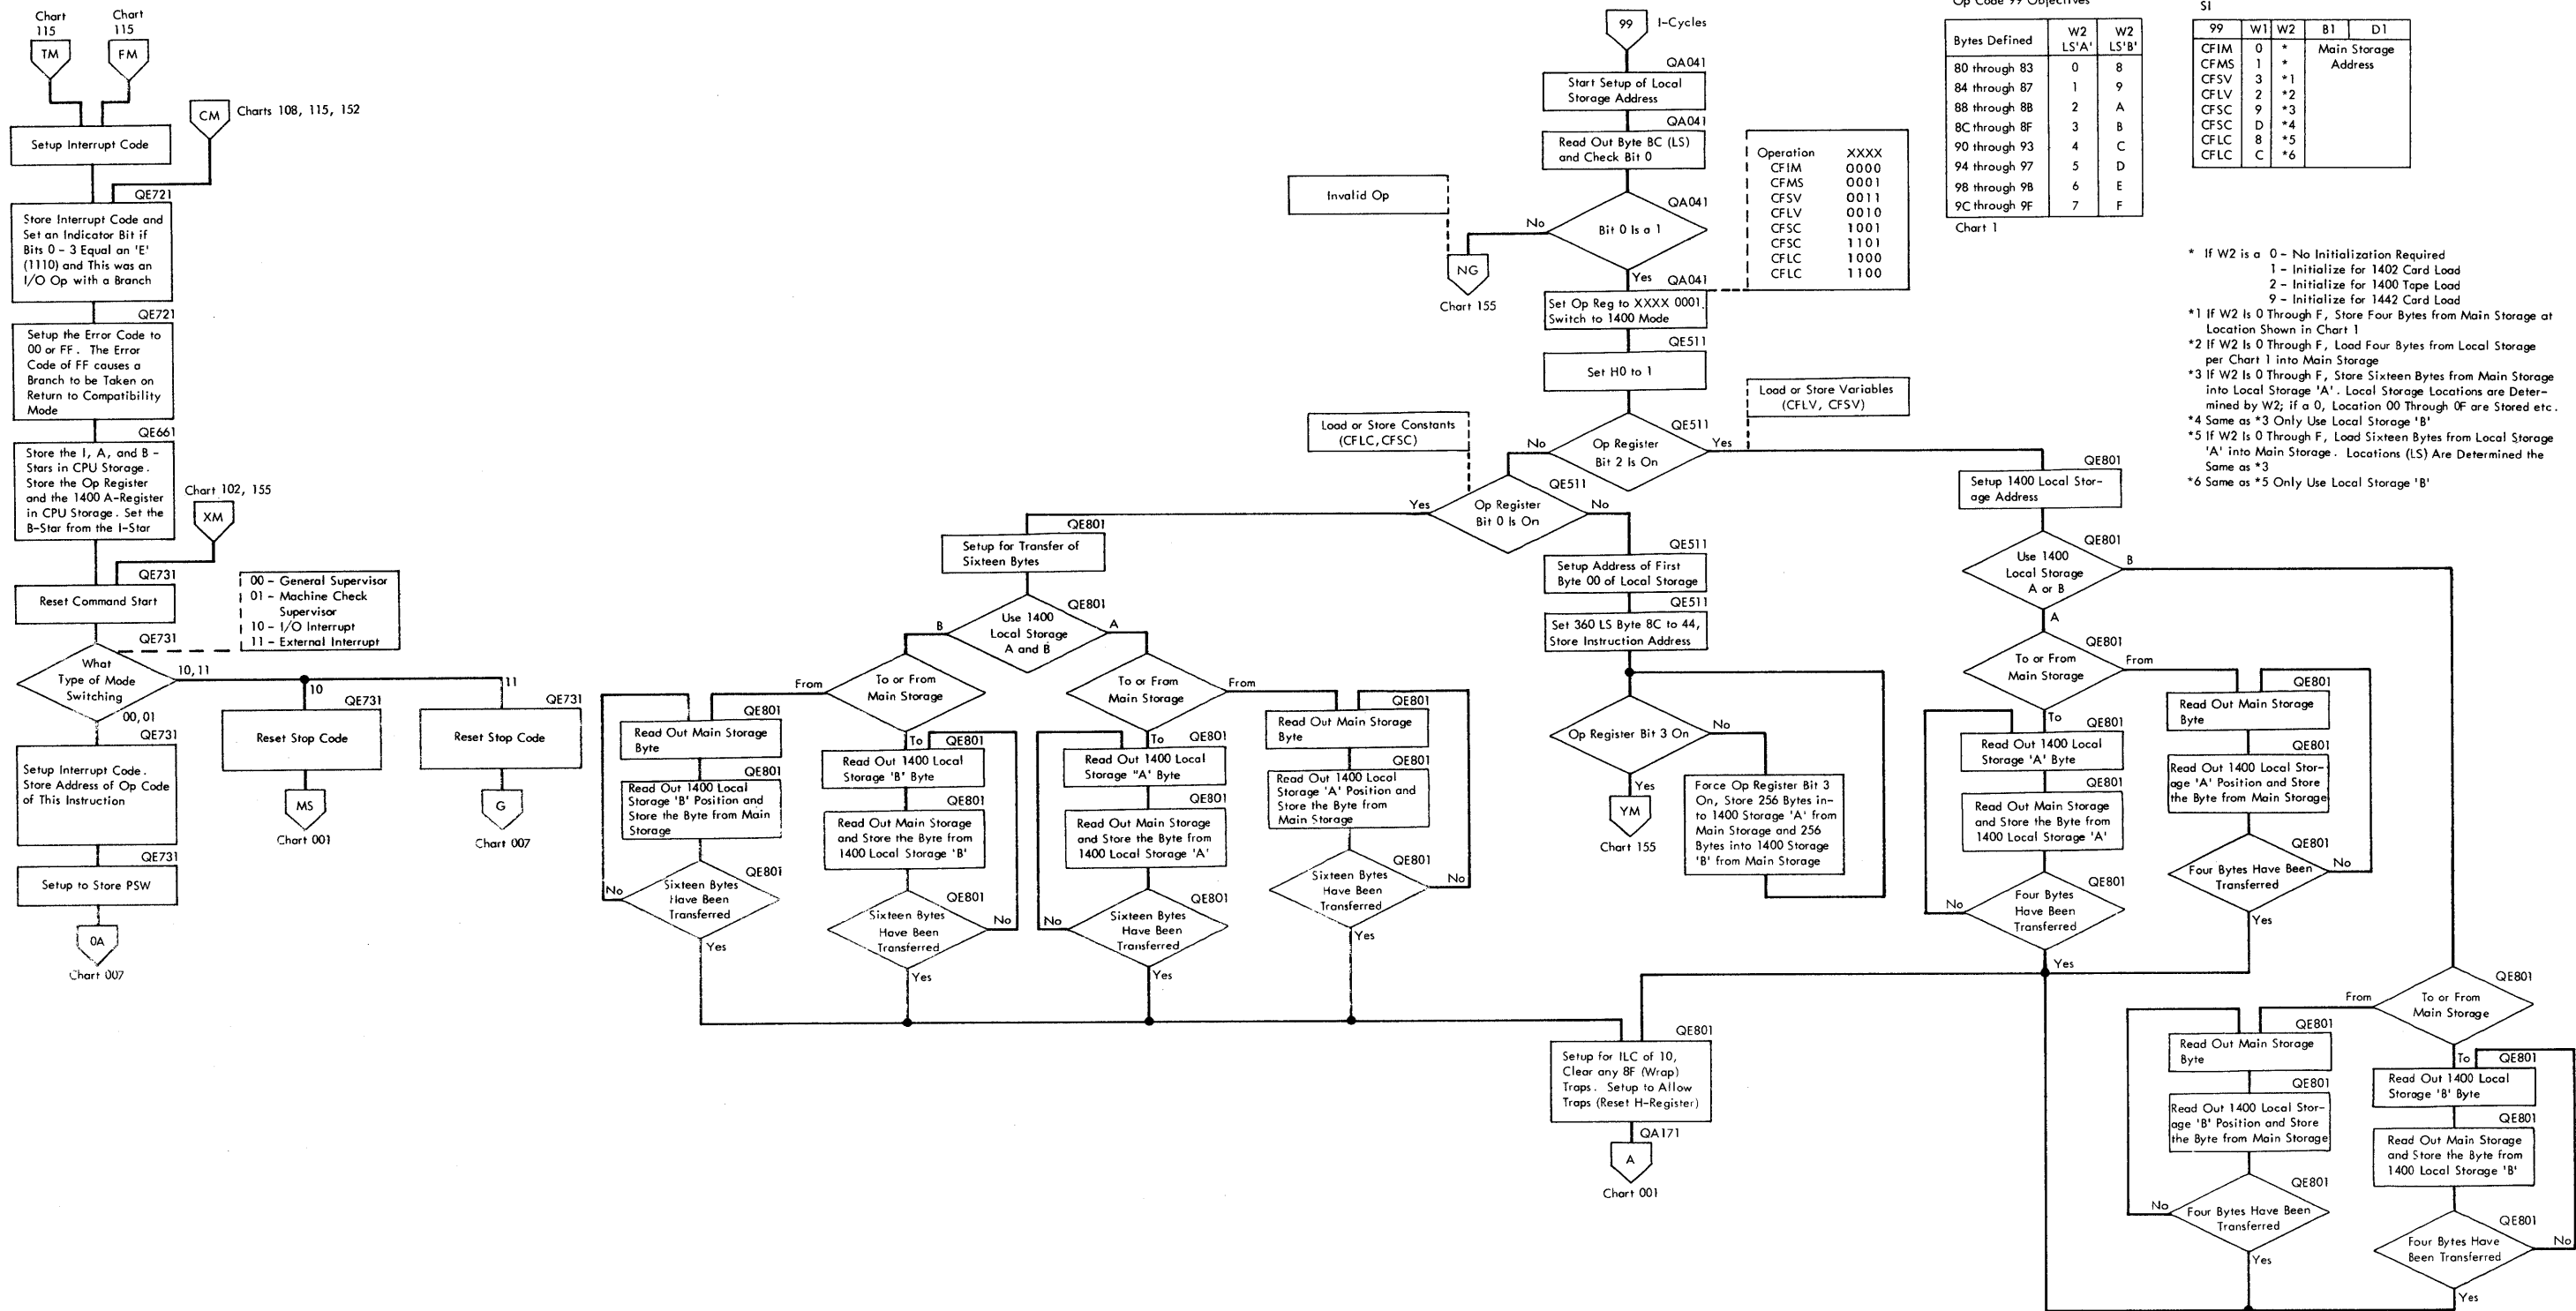 Chart
115
TM
Chart
115
FM
CM
Charts 108, 115, 152
Setup Interrupt Code
QE721
Store Interrupt Code and
Set an Indicator Bit if
Bits 0 - 3 Equal an 'E'
(1110) and This was an
I/O Op with a Branch
QE721
Setup the Error Code to
00 or FF. The Error
Code of FF causes a
Branch to be Taken on
Return to Compatibility
Mode
QE661
Store the I, A, and B -
Stars in CPU Storage.
Store the Op Register
and the 1400 A-Register
in CPU Storage. Set the
B-Star from the I-Star
Chart 102, 155
XM
QE731
Reset Command Start
00 - General Supervisor
01 - Machine Check
Supervisor
10 - I/O Interrupt
11 - External Interrupt
QE731
What
Type of Mode
Switching
10, 11
10
11
00, 01
QE731
Setup Interrupt Code.
Store Address of Op Code
of This Instruction
QE731
Setup to Store PSW
0A
Chart 007
QE731
Reset Stop Code
MS
Chart 001
QE731
Reset Stop Code
G
Chart 007
99
I-Cycles
QA041
Start Setup of Local
Storage Address
QA041
Read Out Byte BC (LS)
and Check Bit 0
QA041
Bit 0 Is a 1
No
Invalid Op
NG
Chart 155
Yes
QA041
Set Op Reg to XXXX 0001.
Switch to 1400 Mode
Operation XXXX
CFIM 0000
CFMS 0001
CFSV 0011
CFLV 0010
CFSC 1001
CFSC 1101
CFLC 1000
CFLC 1100
QE511
Set H0 to 1
Load or Store Variables
(CFLV, CFSV)
Load or Store Constants
(CFLC, CFSC)
QE511
Op Register
Bit 2 Is On
No
Yes
QE511
Op Register
Bit 0 Is On
Yes
No
QE801
Setup for Transfer of
Sixteen Bytes
QE801
Use 1400
Local Storage
A and B
B
A
To or From
Main Storage
From
To
QE801
Read Out Main Storage
Byte
QE801
Read Out 1400 Local
Storage 'B' Position and
Store the Byte from Main
Storage
QE801
Sixteen Bytes
Have Been
Transferred
No
Yes
QE801
Read Out 1400 Local
Storage 'B' Byte
QE801
Read Out Main Storage
and Store the Byte from
1400 Local Storage 'B'
QE801
Sixteen Bytes
Have Been
Transferred
No
Yes
To or From
Main Storage
From
To
QE801
Read Out 1400 Local
Storage "A' Byte
QE801
Read Out Main Storage
and Store the Byte from
1400 Local Storage 'A'
QE801
Sixteen Bytes
Have Been
Transferred
No
Yes
QE801
Read Out Main Storage
Byte
QE801
Read Out 1400 Local
Storage 'A' Position and
Store the Byte from
Main Storage
QE801
Sixteen Bytes
Have Been
Transferred
No
Yes
QE511
Setup Address of First
Byte 00 of Local Storage
QE511
Set 360 LS Byte 8C to 44,
Store Instruction Address
Op Register Bit 3 On
No
Yes
YM
Chart 155
Force Op Register Bit 3
On, Store 256 Bytes in-
to 1400 Storage 'A' from
Main Storage and 256
Bytes into 1400 Storage
'B' from Main Storage
QE801
Setup for ILC of 10,
Clear any 8F (Wrap)
Traps. Setup to Allow
Traps (Reset H-Register)
QA171
A
Chart 001
QE801
Setup 1400 Local Stor-
age Address
QE801
Use 1400
Local Storage
A or B
B
A
QE801
To or From
Main Storage
From
To
QE801
Read Out 1400 Local
Storage 'A' Byte
QE801
Read Out Main Storage
and Store the Byte from
1400 Local Storage 'A'
QE801
Four Bytes
Have Been
Transferred
No
Yes
QE801
Read Out Main Storage
Byte
QE801
Read Out 1400 Local Stor-
age 'A' Position and Store
the Byte from Main Storage
QE801
Four Bytes Have Been
Transferred
No
Yes
QE801
To or From
Main Storage
From
To
QE801
Read Out Main Storage
Byte
QE801
Read Out 1400 Local Stor-
age 'B' Position and Store
the Byte from Main Storage
QE801
Four Bytes Have Been
Transferred
No
Yes
QE801
Read Out 1400 Local
Storage 'B' Byte
QE801
Read Out Main Storage
and Store the Byte from
1400 Local Storage 'B'
QE801
Four Bytes Have
Been Transferred
No
Yes
Op Code 99 Objectives
Bytes Defined W2 LS'A' W2 LS'B'
80 through 83 0 8
84 through 87 1 9
88 through 8B 2 A
8C through 8F 3 B
90 through 93 4 C
94 through 97 5 D
98 through 9B 6 E
9C through 9F 7 F
Chart 1
SI
99 W1 W2 B1 D1
CFIM 0 * Main Storage
CFMS 1 * Address
CFSV 3 *1
CFLV 2 *2
CFSC 9 *3
CFSC D *4
CFLC 8 *5
CFLC C *6
* If W2 is a 0 - No Initialization Required
1 - Initialize for 1402 Card Load
2 - Initialize for 1400 Tape Load
9 - Initialize for 1442 Card Load
*1 If W2 Is 0 Through F, Store Four Bytes from Main Storage at
Location Shown in Chart 1
*2 If W2 Is 0 Through F, Load Four Bytes from Local Storage
per Chart 1 into Main Storage
*3 If W2 Is 0 Through F, Store Sixteen Bytes from Main Storage
into Local Storage 'A'. Local Storage Locations are Deter-
mined by W2; if a 0, Location 00 Through 0F are Stored etc.
*4 Same as *3 Only Use Local Storage 'B'
*5 If W2 Is 0 Through F, Load Sixteen Bytes from Local Storage
'A' into Main Storage. Locations (LS) Are Determined the
Same as *3
*6 Same as *5 Only Use Local Storage 'B'